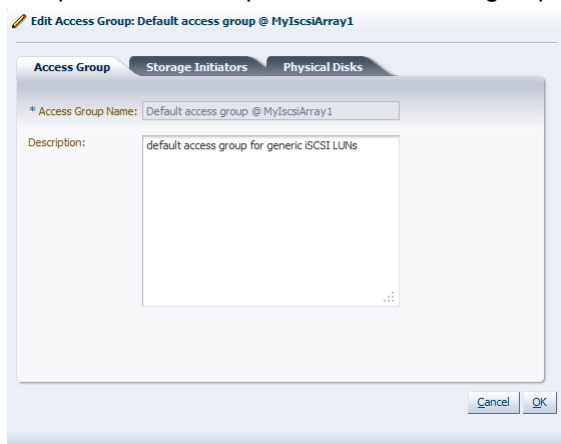 Edit Access Group: Default access group @ MyIscsiArray1
Access Group Storage Initiators Physical Disks
* Access Group Name: Default access group @ MyIscsiArray1
Description: default access group for generic iSCSI LUNs
Cancel OK